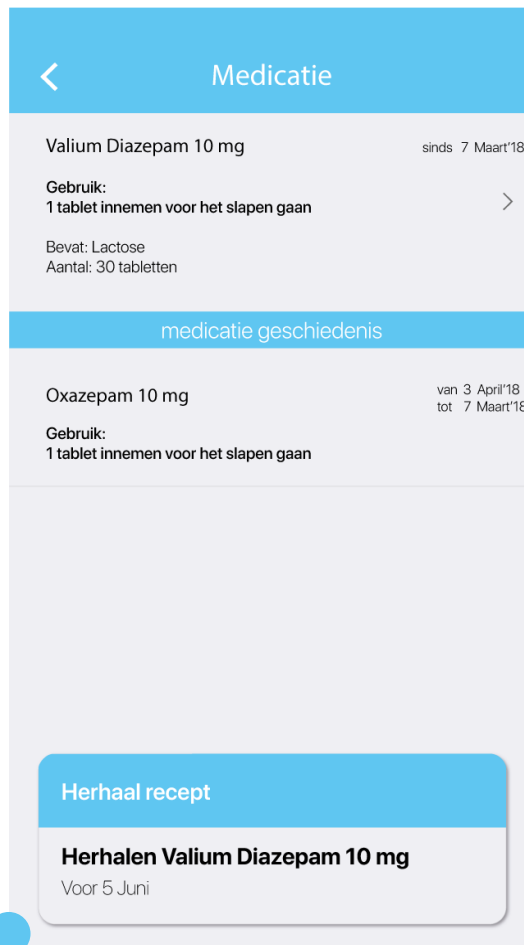 Medicatie
Valium Diazepam 10 mg
sinds 7 Maart'18
Gebruik:
1 tablet innemen voor het slapen gaan
Bevat: Lactose
Aantal: 30 tabletten
medicatie geschiedenis
Oxazepam 10 mg
van 3 April'18
tot 7 Maart'18
Gebruik:
1 tablet innemen voor het slapen gaan
Herhaal recept
Herhalen Valium Diazepam 10 mg
Voor 5 Juni